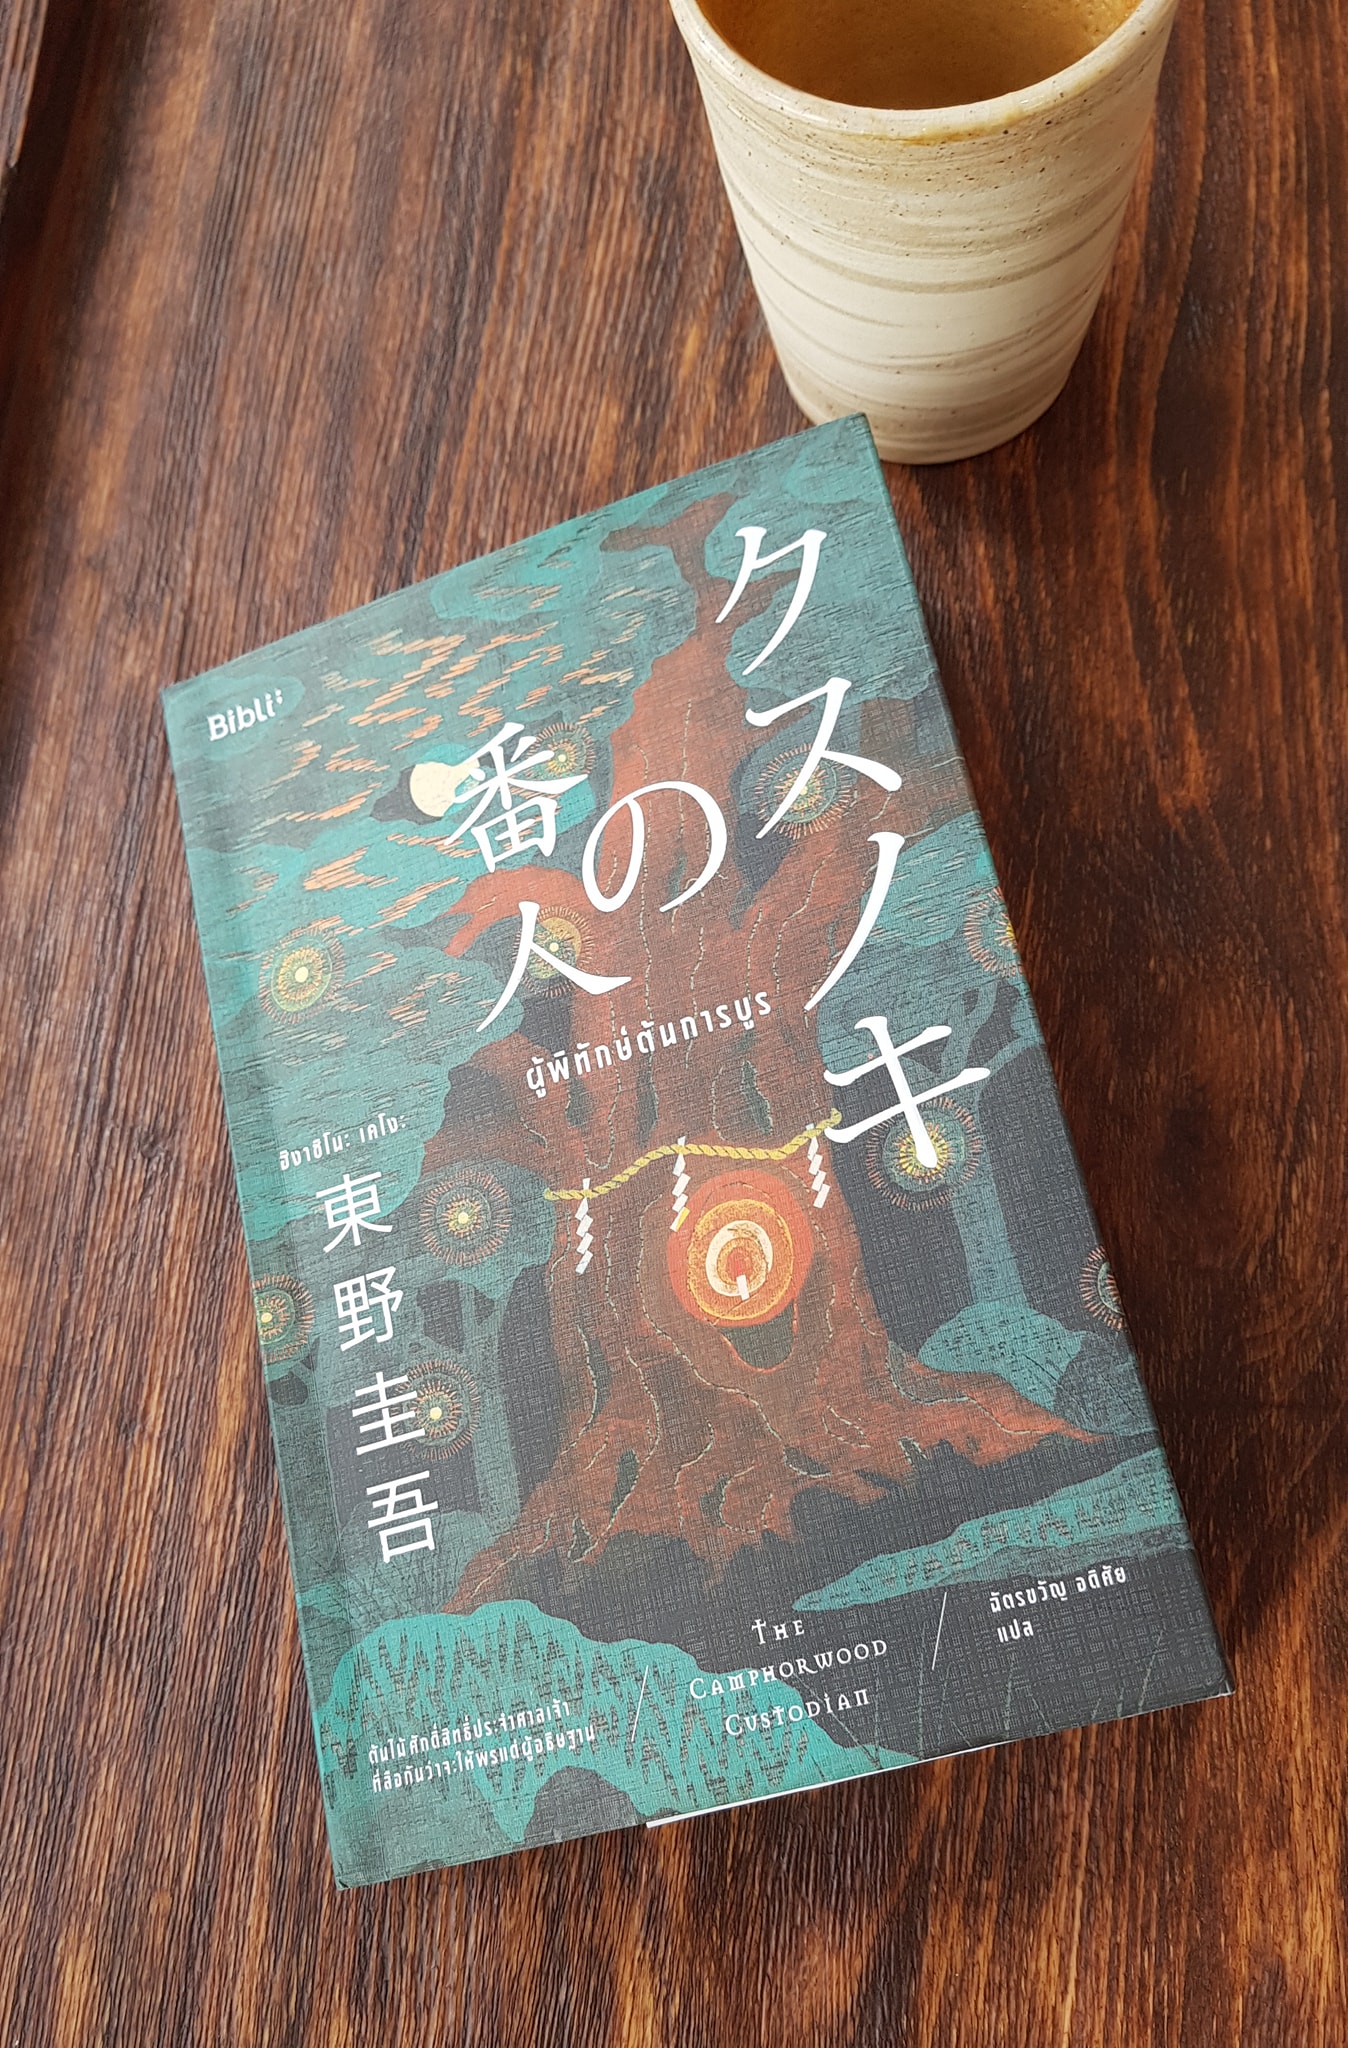 Bibli
クスノキ
の
番人
ผู้พิทักษ์ต้นการบูร
ฮิงาชิโนะ เคโงะ
東野圭吾
ต้นไม้ศักดิ์สิทธิ์ประจำศาลเจ้า
ที่ลือกันว่าจะให้พรแด่ผู้อธิษฐาน
THE
CAMPHORWOOD
CUSTODIAN
ฉัตรขวัญ อดิศัย
แปล